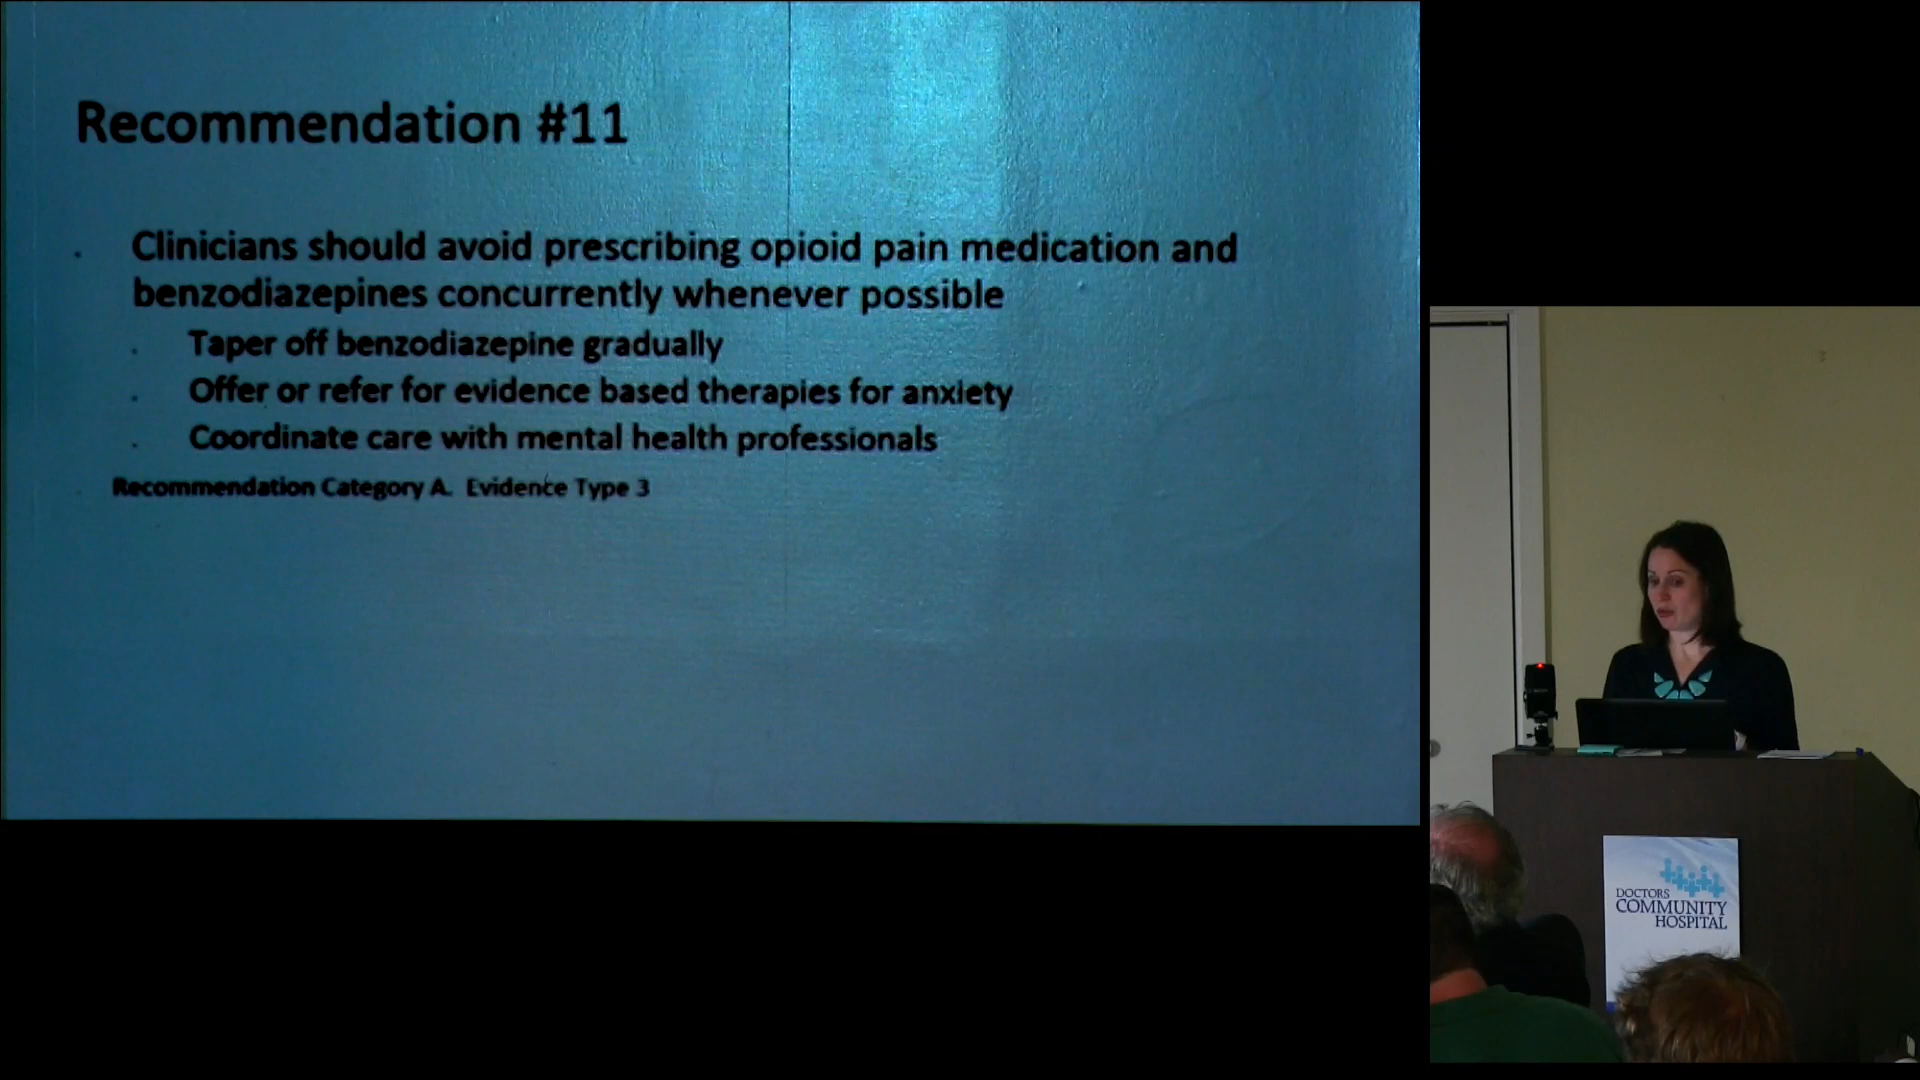 Recommendation #11
Clinicians should avoid prescribing opioid pain medication and
benzodiazepines concurrently whenever possible
Taper off benzodiazepine gradually
Offer or refer for evidence based therapies for anxiety
Coordinate care with mental health professionals
Recommendation Category A. Evidence Type 3
DOCTORS
COMMUNITY
HOSPITAL